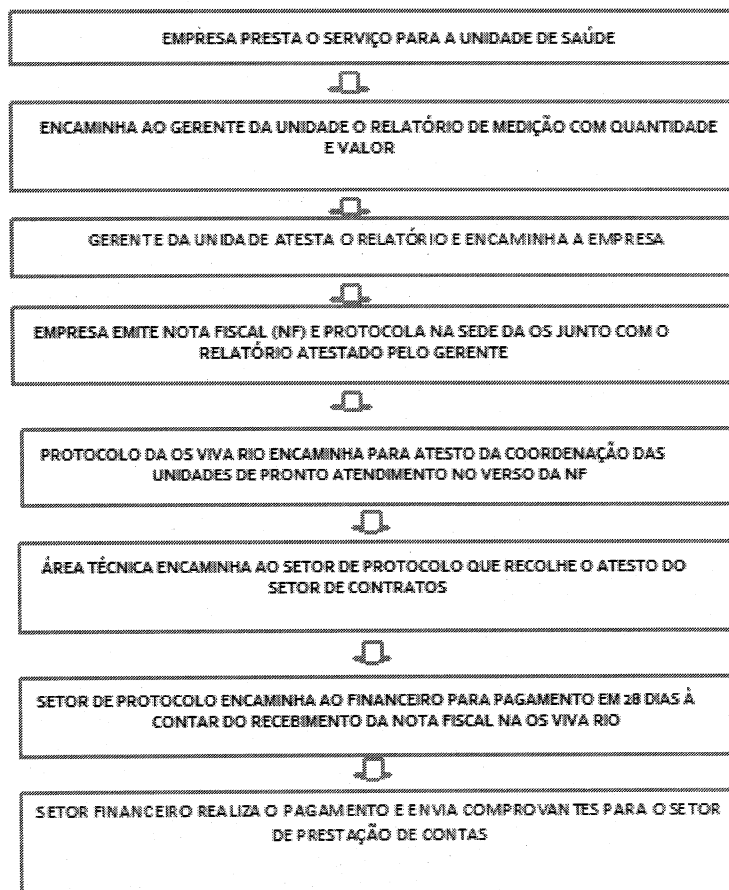 EMPRESA PRESTA O SERVIÇO PARA A UNIDADE DE SAÚDE
ENCAMINHA AO GERENTE DA UNIDADE O RELATÓRIO DE MEDIÇÃO COM QUANTIDADE
E VALOR
GERENTE DA UNIDADE ATESTA O RELATÓRIO E ENCAMINHA A EMPRESA
EMPRESA EMITE NOTA FISCAL (NF) E PROTOCOLA NA SEDE DA OS JUNTO COM O
RELATÓRIO ATESTADO PELO GERENTE
PROTOCOLO DA OS VIVA RIO ENCAMINHA PARA ATESTO DA COORDENAÇÃO DAS
UNIDADES DE PRONTO ATENDIMENTO NO VERSO DA NF
ÁREA TÉCNICA ENCAMINHA AO SETOR DE PROTOCOLO QUE RECOLHE O ATESTO DO
SETOR DE CONTRATOS
SETOR DE PROTOCOLO ENCAMINHA AO FINANCEIRO PARA PAGAMENTO EM 28 DIAS À
CONTAR DO RECEBIMENTO DA NOTA FISCAL NA OS VIVA RIO
SETOR FINANCEIRO REALIZA O PAGAMENTO E ENVIA COMPROVANTES PARA O SETOR
DE PRESTAÇÃO DE CONTAS